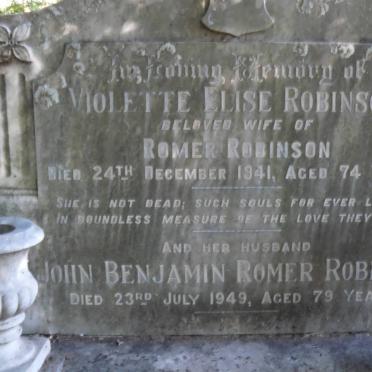 In Loving Memory of
VIOLETTE ELISE ROBINSO
BELOVED WIFE OF
ROMER ROBINSON
DIED 24TH DECEMBER 1941, AGED 74
SHE IS NOT DEAD; SUCH SOULS FOR EVER L
IN BOUNDLESS MEASURE OF THE LOVE THEY
AND HER HUSBAND
JOHN BENJAMIN ROMER ROB
DIED 23RD JULY 1949, AGED 79 YEA